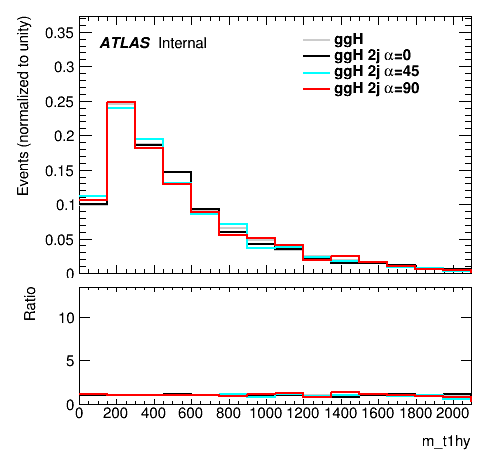 Events (normalized to unity)
0.35
0.3
0.25
0.2
0.15
0.1
0.05
0
ATLAS Internal
ggH
ggH 2j α=0
ggH 2j α=45
ggH 2j α=90
Ratio
10
5
0
0 200 400 600 800 1000 1200 1400 1600 1800 2000
m_t1hy